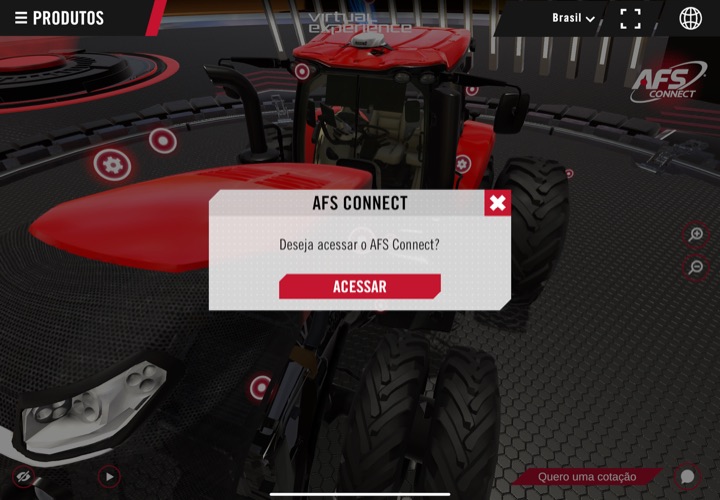 PRODUTOS
virtual
experience
Brasil
AFS
CONNECT
AFS CONNECT
Deseja acessar o AFS Connect?
ACESSAR
Quero uma cotação